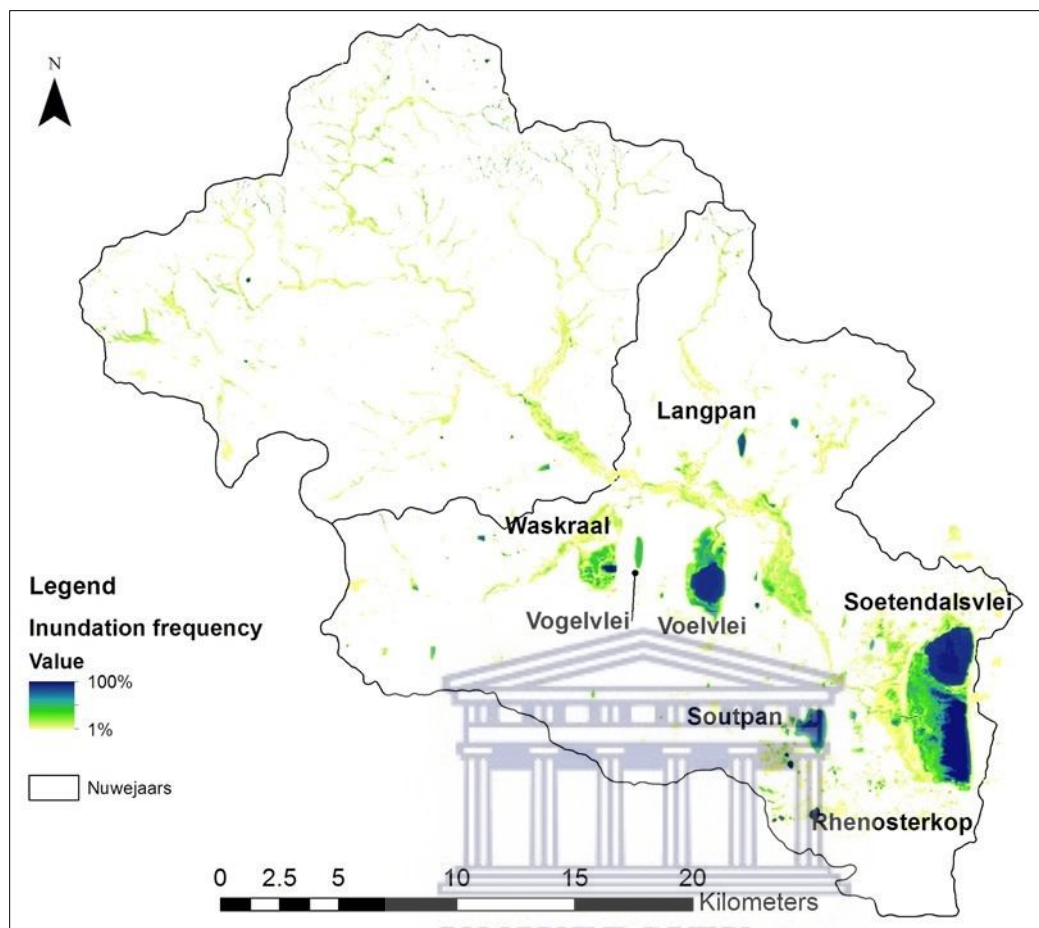 N
Langpan
Waskraal
Vogelvlei
Voelvlei
Soetendalsvlei
Soutpan
Rhenosterkop
Legend
Inundation frequency
Value
100%
1%
Nuwejaars
0 2.5 5 10 15 20
Kilometers